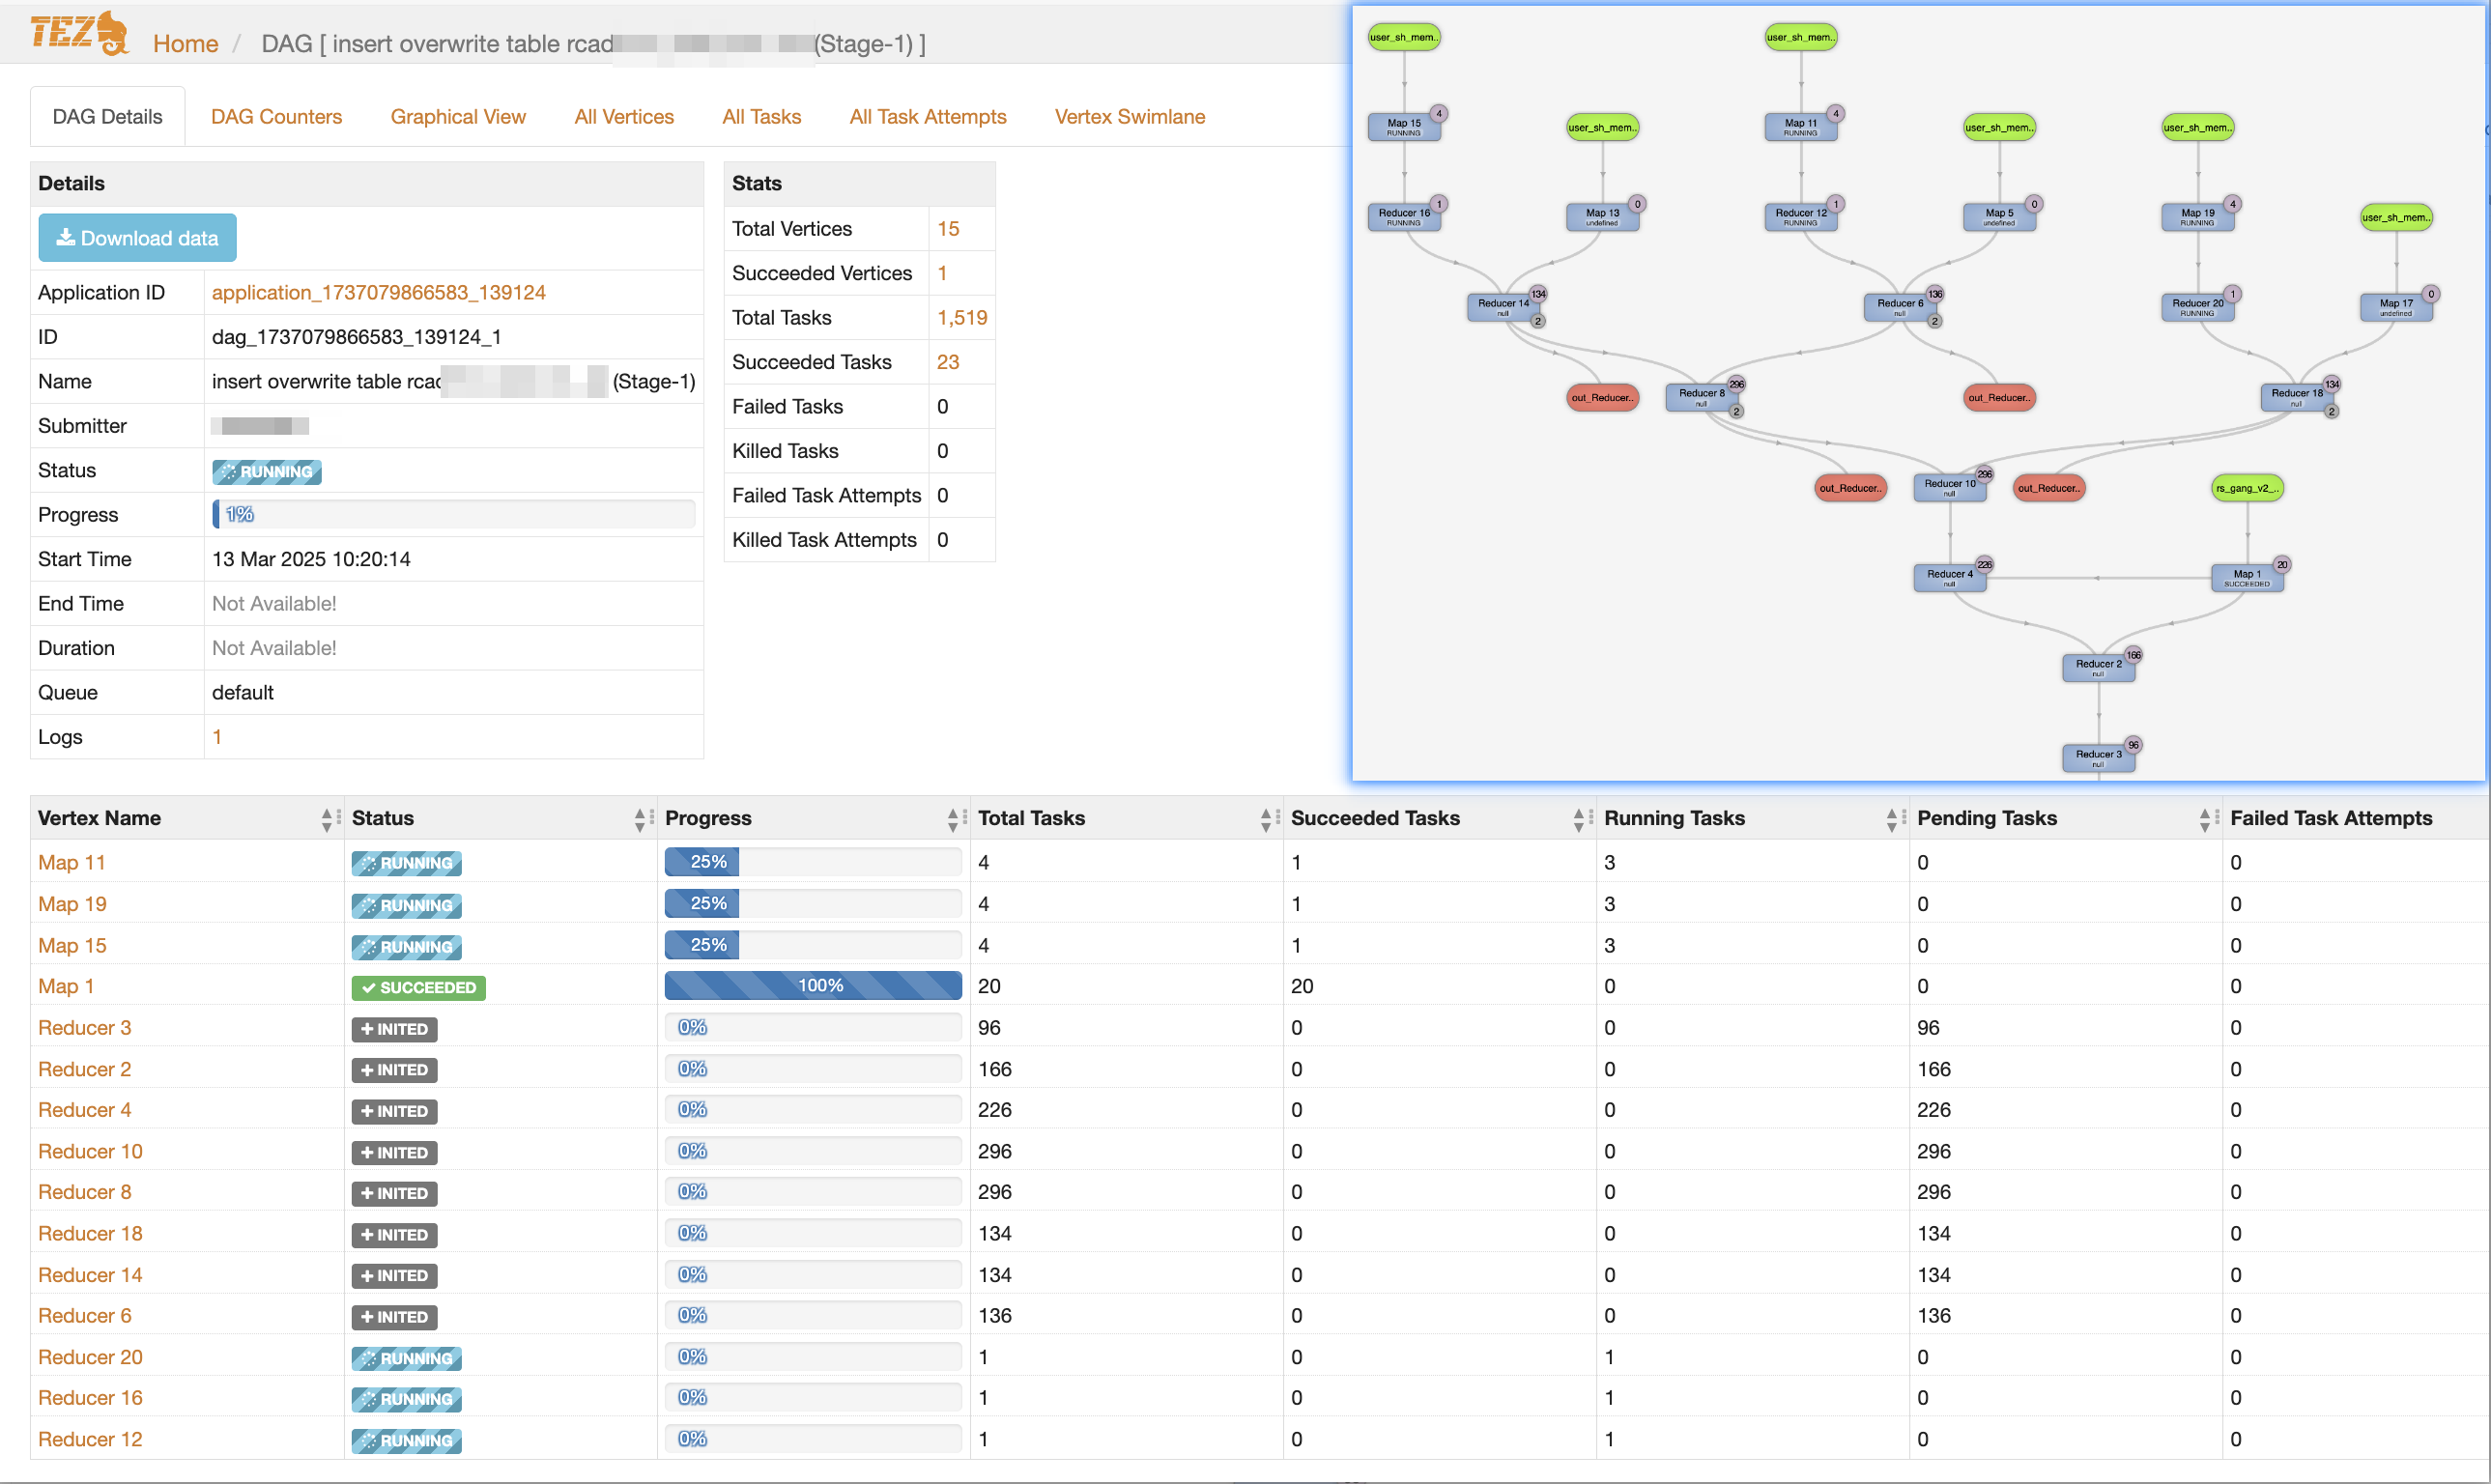 TEZ Home / DAG [ insert overwrite table rcad (Stage-1) ]
DAG Details DAG Counters Graphical View All Vertices All Tasks All Task Attempts Vertex Swimlane
Details
Download data
Application ID application_1737079866583_139124
ID dag_1737079866583_139124_1
Name insert overwrite table rcad (Stage-1)
Submitter
Status RUNNING
Progress 1%
Start Time 13 Mar 2025 10:20:14
End Time Not Available!
Duration Not Available!
Queue default
Logs 1
Stats
Total Vertices 15
Succeeded Vertices 1
Total Tasks 1,519
Succeeded Tasks 23
Failed Tasks 0
Killed Tasks 0
Failed Task Attempts 0
Killed Task Attempts 0
user_sh_mem.. user_sh_mem..
Map 15 RUNNING 4
user_sh_mem..
Map 11 RUNNING 4
user_sh_mem..
user_sh_mem..
Reducer 16 RUNNING 1
Map 13 undefined 0
Reducer 12 RUNNING 1
Map 5 undefined 0
Map 19 RUNNING 4
user_sh_mem..
Reducer 14 null 134 2
Reducer 6 null 136 2
Reducer 20 RUNNING 1
Map 17 undefined 0
out_Reducer..
Reducer 8 null 296 2
out_Reducer..
Reducer 18 null 134 2
out_Reducer..
Reducer 10 null 296
out_Reducer..
rs_gang_v2_..
Reducer 4 null 226
Map 1 SUCCEEDED 20
Reducer 2 null 166
Reducer 3 null 96
Vertex Name Status Progress Total Tasks Succeeded Tasks Running Tasks Pending Tasks Failed Task Attempts
Map 11 RUNNING 25% 4 1 3 0 0
Map 19 RUNNING 25% 4 1 3 0 0
Map 15 RUNNING 25% 4 1 3 0 0
Map 1 SUCCEEDED 100% 20 20 0 0 0
Reducer 3 INITED 0% 96 0 0 96 0
Reducer 2 INITED 0% 166 0 0 166 0
Reducer 4 INITED 0% 226 0 0 226 0
Reducer 10 INITED 0% 296 0 0 296 0
Reducer 8 INITED 0% 296 0 0 296 0
Reducer 18 INITED 0% 134 0 0 134 0
Reducer 14 INITED 0% 134 0 0 134 0
Reducer 6 INITED 0% 136 0 0 136 0
Reducer 20 RUNNING 0% 1 0 1 0 0
Reducer 16 RUNNING 0% 1 0 1 0 0
Reducer 12 RUNNING 0% 1 0 1 0 0